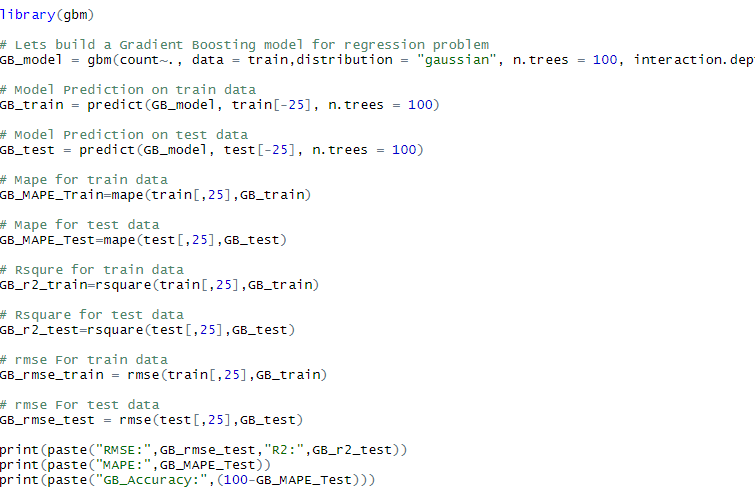 library(gbm)
# Lets build a Gradient Boosting model for regression problem
GB_model = gbm(count~., data = train,distribution = "gaussian", n.trees = 100, interaction.dep
# Model Prediction on train data
GB_train = predict(GB_model, train[-25], n.trees = 100)
# Model Prediction on test data
GB_test = predict(GB_model, test[-25], n.trees = 100)
# Mape for train data
GB_MAPE_Train=mape(train[,25],GB_train)
# Mape for test data
GB_MAPE_Test=mape(test[,25],GB_test)
# Rsqure for train data
GB_r2_train=rsquare(train[,25],GB_train)
# Rsquare for test data
GB_r2_test=rsquare(test[,25],GB_test)
# rmse For train data
GB_rmse_train = rmse(train[,25],GB_train)
# rmse For test data
GB_rmse_test = rmse(test[,25],GB_test)
print(paste("RMSE:",GB_rmse_test,"R2:",GB_r2_test))
print(paste("MAPE:",GB_MAPE_Test))
print(paste("GB_Accuracy:",(100-GB_MAPE_Test)))